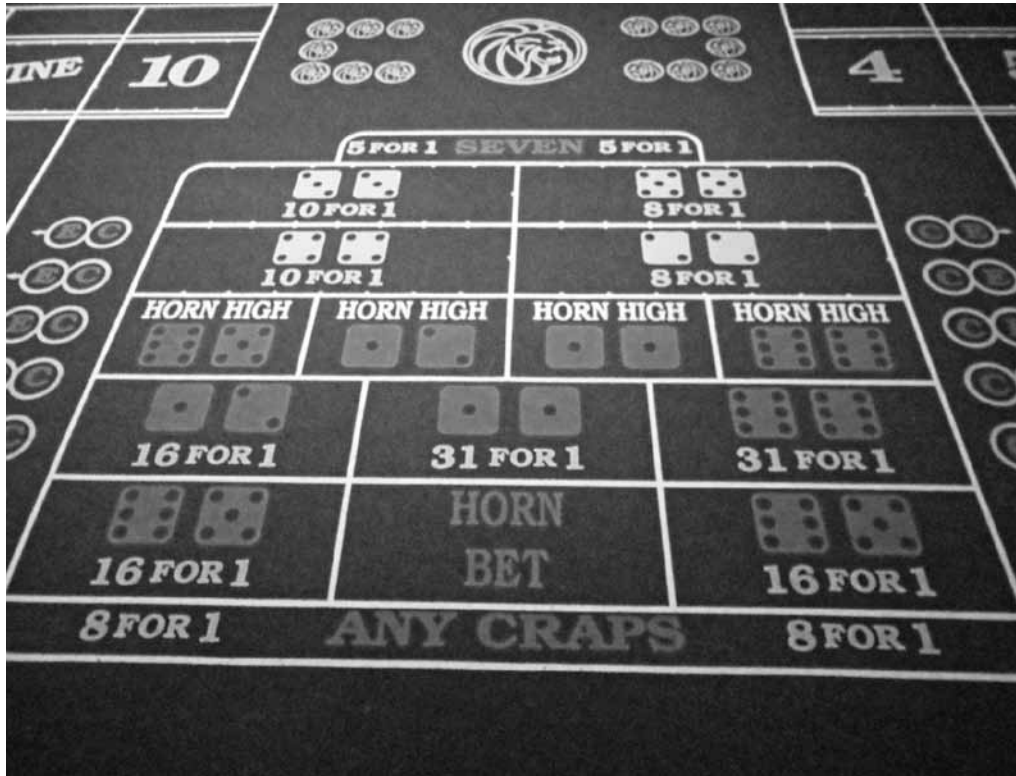 NINE 10 4 5
5 FOR 1 SEVEN 5 FOR 1
10 FOR 1 8 FOR 1
10 FOR 1 8 FOR 1
E C C E
E C C E
HORN HIGH HORN HIGH HORN HIGH HORN HIGH
E C C E
16 FOR 1 31 FOR 1 31 FOR 1
C C
C C
HORN
BET
16 FOR 1 16 FOR 1
8 FOR 1 ANY CRAPS 8 FOR 1